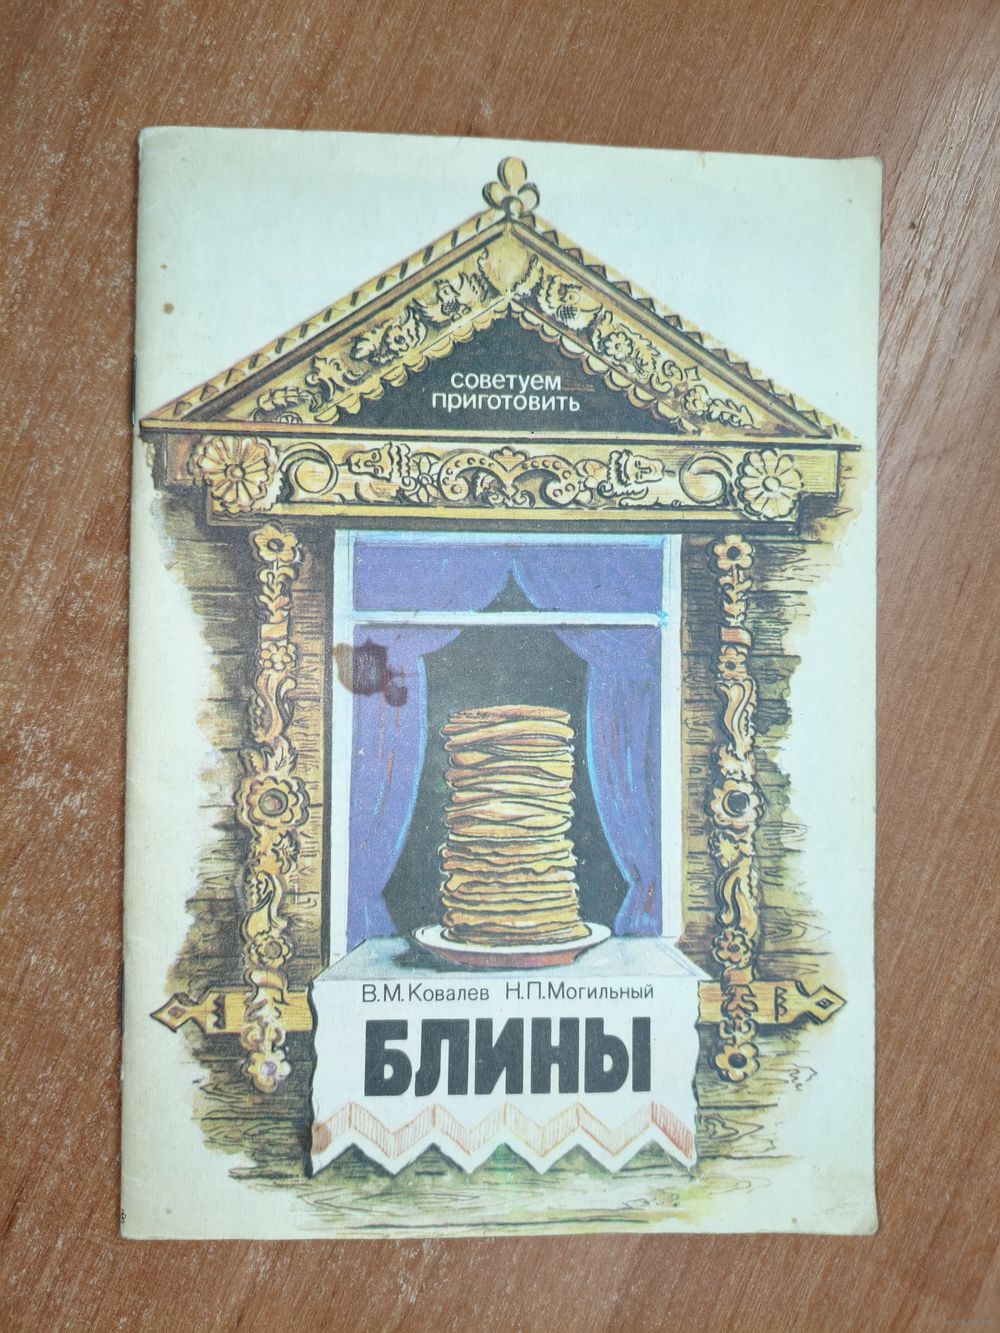 советуем
приготовить
В.М.Ковалев Н.П.Могильный
БЛИНЫ